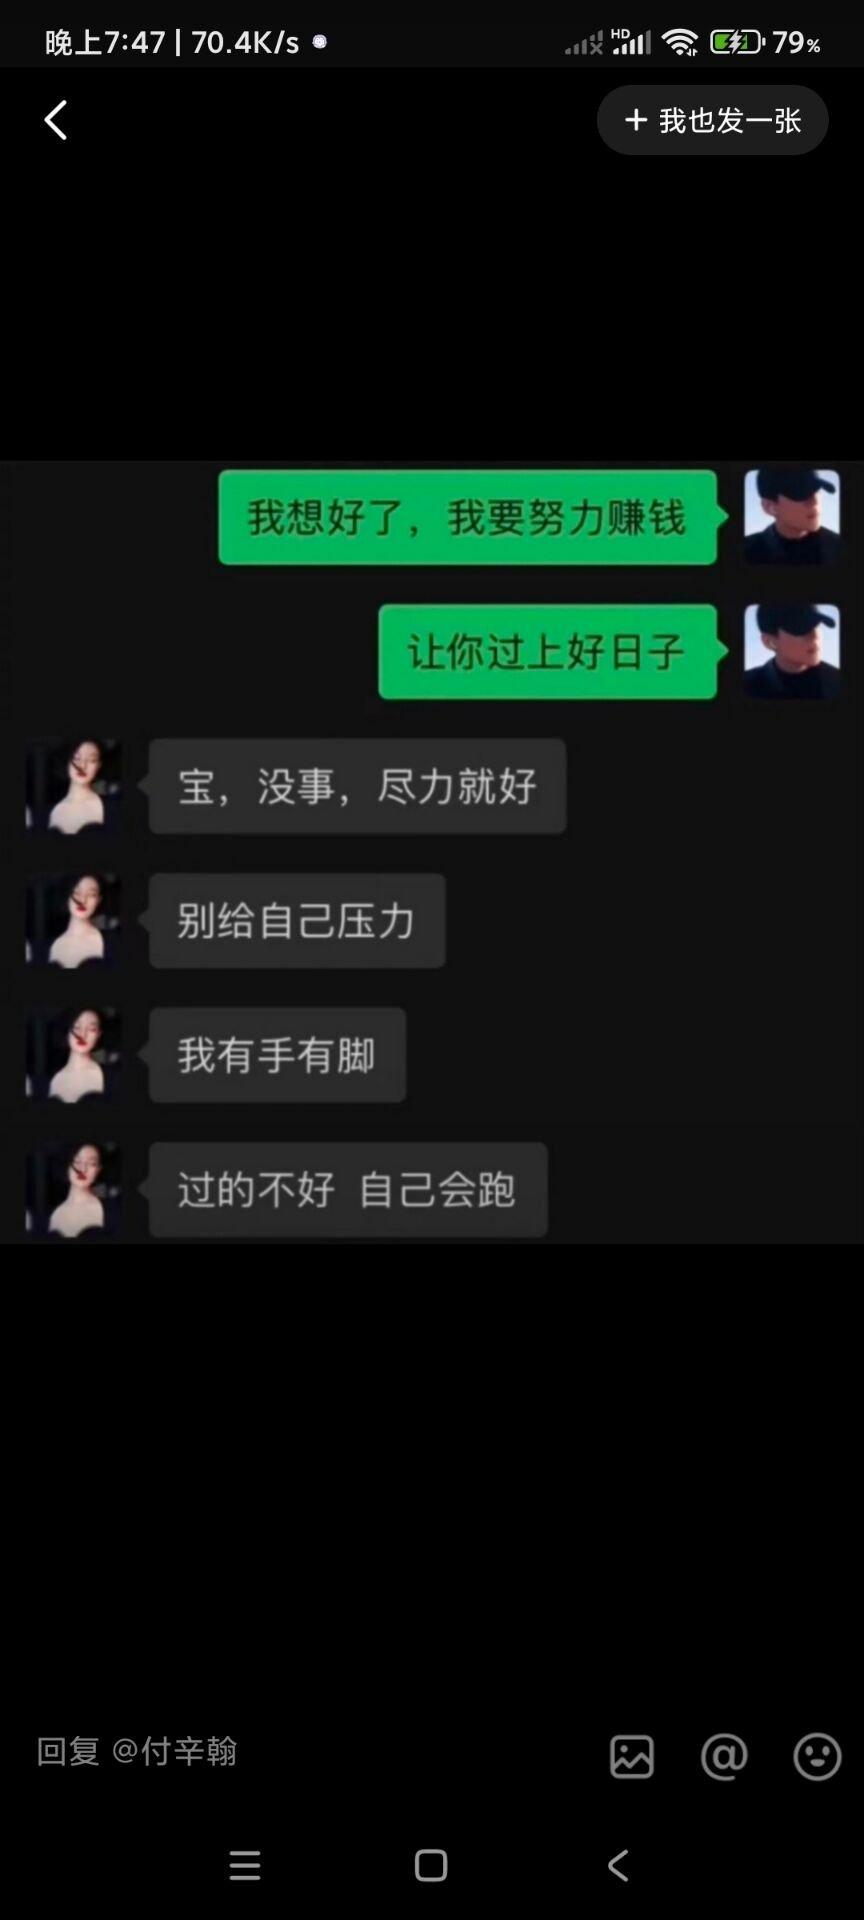 晚上7:47 | 70.4K/s
HD
79%
+ 我也发一张
我想好了，我要努力赚钱
让你过上好日子
宝，没事，尽力就好
别给自己压力
我有手有脚
过的不好 自己会跑
回复 @付辛翰